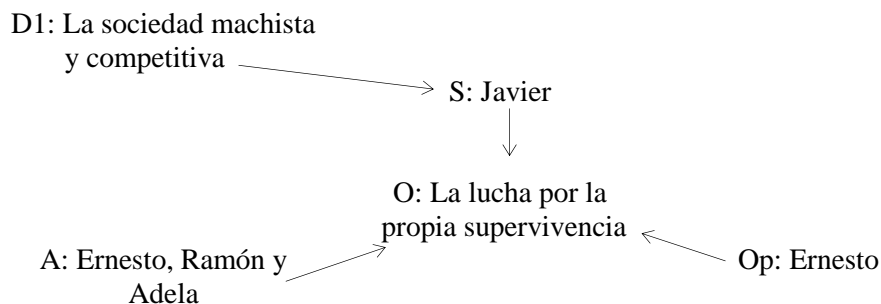 D1: La sociedad machista
y competitiva
S: Javier
O: La lucha por la
propia supervivencia
A: Ernesto, Ramón y
Adela
Op: Ernesto